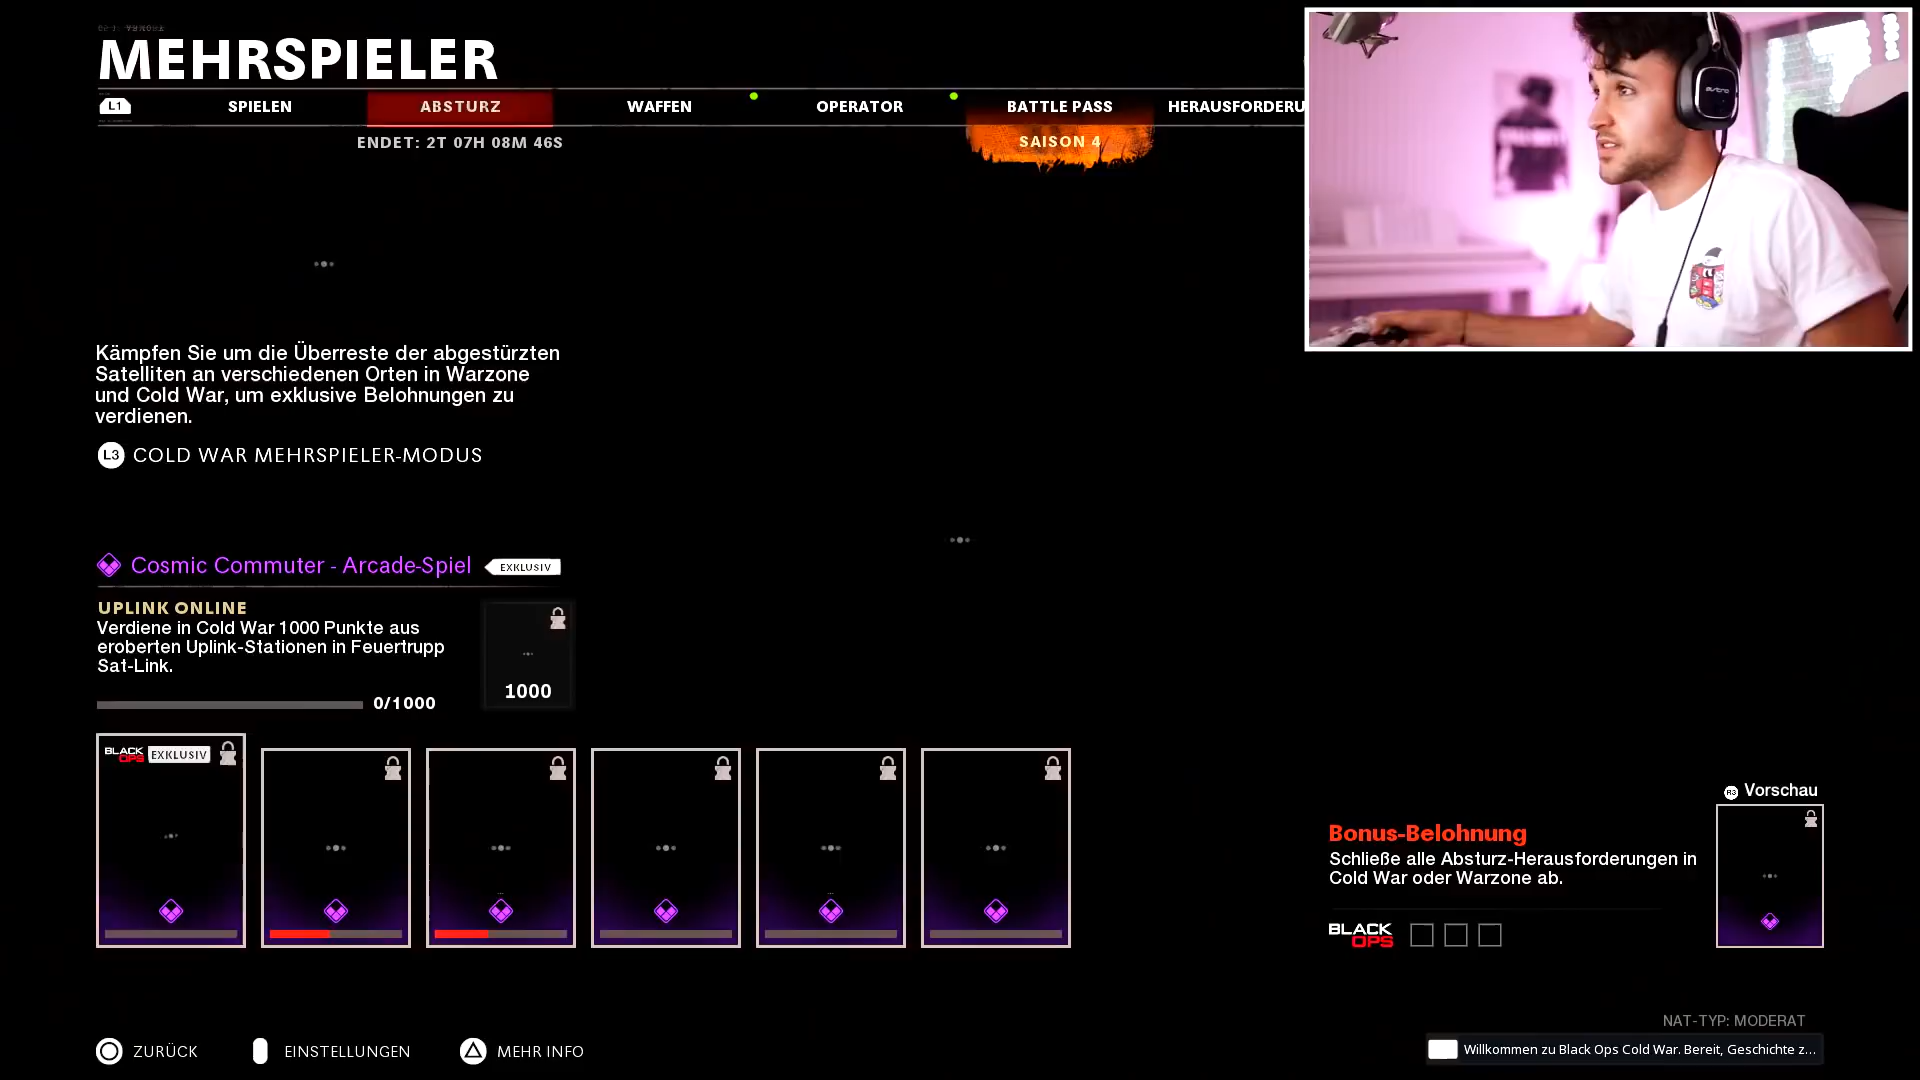 MEHRSPIELER
L1 SPIELEN ABSTURZ WAFFEN OPERATOR BATTLE PASS HERAUSFORDERU
ENDET: 2T 07H 08M 46S
SAISON 4
Kämpfen Sie um die Überreste der abgestürzten
Satelliten an verschiedenen Orten in Warzone
und Cold War, um exklusive Belohnungen zu
verdienen.
L3 COLD WAR MEHRSPIELER-MODUS
Cosmic Commuter - Arcade-Spiel EXKLUSIV
UPLINK ONLINE
Verdiene in Cold War 1000 Punkte aus
eroberten Uplink-Stationen in Feuertrupp
Sat-Link.
0/1000
1000
BLACK OPS EXKLUSIV
R3 Vorschau
Bonus-Belohnung
Schließe alle Absturz-Herausforderungen in
Cold War oder Warzone ab.
BLACK OPS
NAT-TYP: MODERAT
ZURÜCK EINSTELLUNGEN MEHR INFO
Willkommen zu Black Ops Cold War. Bereit, Geschichte z...
astro